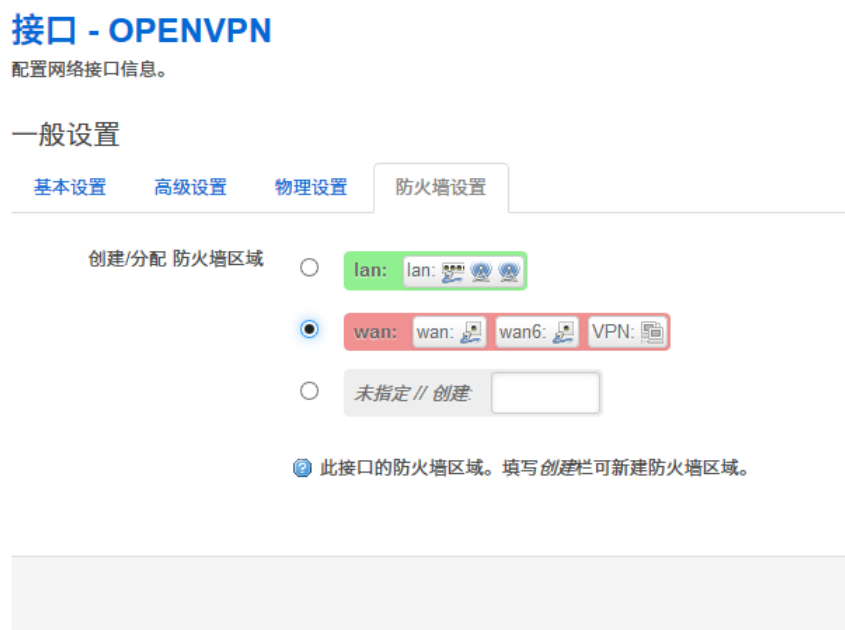 接口 - OPENVPN
配置网络接口信息。
一般设置
基本设置 高级设置 物理设置 防火墙设置
创建/分配 防火墙区域
lan: lan:
wan: wan: wan6: VPN:
未指定 // 创建:
此接口的防火墙区域。填写创建栏可新建防火墙区域。